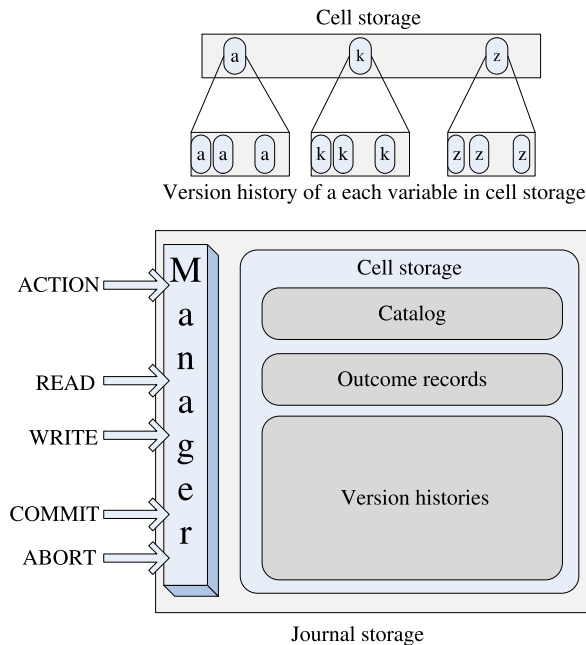 Cell storage
a k z
a a a k k k z z z
Version history of a each variable in cell storage
Manager
Cell storage
ACTION
Catalog
READ
Outcome records
WRITE
Version histories
COMMIT
ABORT
Journal storage